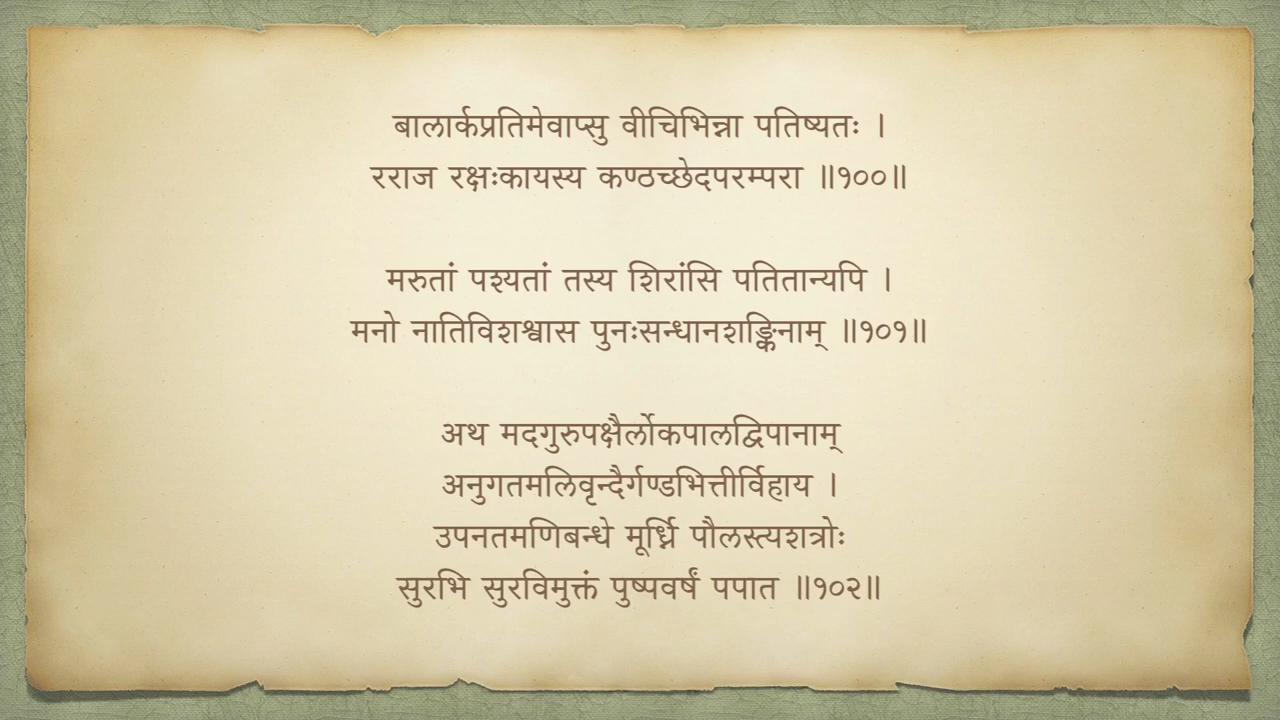 बालार्कप्रतिमेवाप्सु वीचिभिन्ना पतिष्यतः ।
रराज रक्षःकायस्य कण्ठच्छेदपरम्परा ॥१००॥
मरुतां पश्यतां तस्य शिरांसि पतितान्यपि ।
मनो नातिविशश्वास पुनःसन्धानशङ्किनाम् ॥१०१॥
अथ मदगुरुपक्षैर्लोकपालद्विपानाम्
अनुगतमलिवृन्दैर्गण्डभित्तीर्विहाय ।
उपनतमणिबन्धे मूर्ध्नि पौलस्त्यशत्रोः
सुरभि सुरविमुक्तं पुष्पवर्षं पपात ॥१०२॥